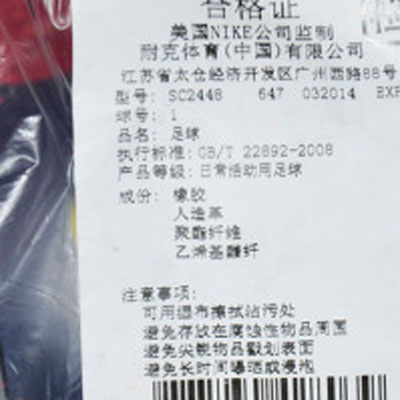 合格证
美国NIKE公司监制
耐克体育(中国)有限公司
江苏省太仓经济开发区广州西路88号
型号: SC2448 647 032014 EXP
球号: 1
品名: 足球
执行标准: GB/T 22892-2008
产品等级: 日常活动用足球
成份: 橡胶
人造革
聚酯纤维
乙烯基醋纤
注意事项:
可用湿布擦拭沾污处
避免存放在腐蚀性物品周围
避免尖锐物品戳划表面
避免长时间曝晒或浸泡